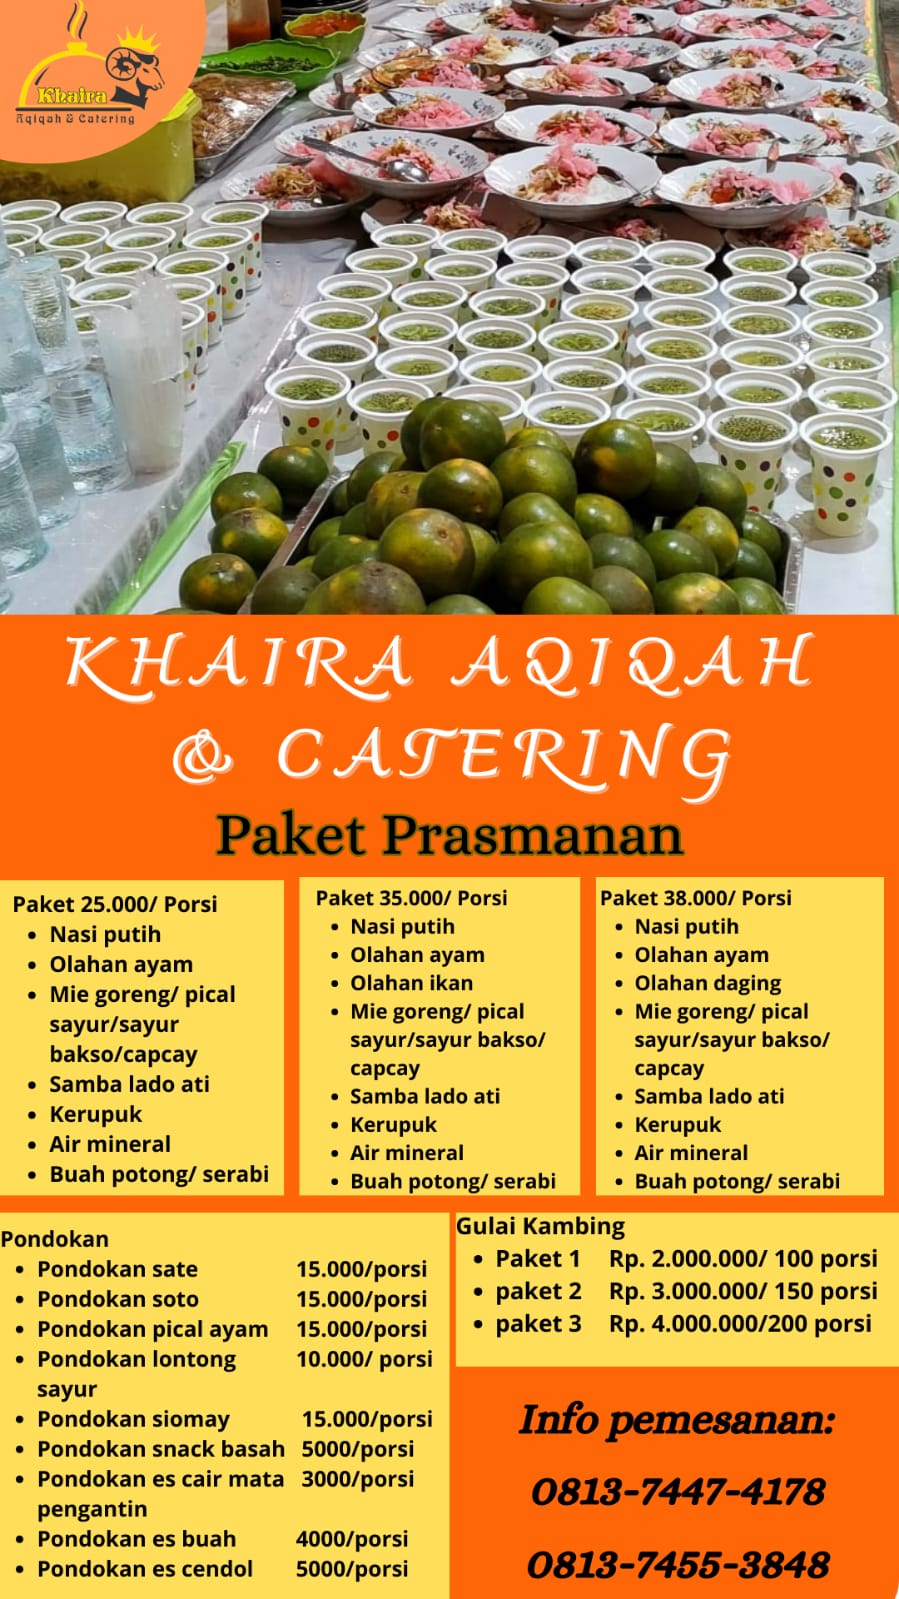 Khaira
Aqiqah & Catering
KHAIRA AQIQAH
& CATERING
Paket Prasmanan
Paket 25.000/ Porsi
• Nasi putih
• Olahan ayam
• Mie goreng/ pical
sayur/sayur
bakso/capcay
• Samba lado ati
• Kerupuk
• Air mineral
• Buah potong/ serabi
Paket 35.000/ Porsi
• Nasi putih
• Olahan ayam
• Olahan ikan
• Mie goreng/ pical
sayur/sayur bakso/
capcay
• Samba lado ati
• Kerupuk
• Air mineral
• Buah potong/ serabi
Paket 38.000/ Porsi
• Nasi putih
• Olahan ayam
• Olahan daging
• Mie goreng/ pical
sayur/sayur bakso/
capcay
• Samba lado ati
• Kerupuk
• Air mineral
• Buah potong/ serabi
Pondokan
• Pondokan sate 15.000/porsi
• Pondokan soto 15.000/porsi
• Pondokan pical ayam 15.000/porsi
• Pondokan lontong 10.000/ porsi
sayur
• Pondokan siomay 15.000/porsi
• Pondokan snack basah 5000/porsi
• Pondokan es cair mata 3000/porsi
pengantin
• Pondokan es buah 4000/porsi
• Pondokan es cendol 5000/porsi
Gulai Kambing
• Paket 1 Rp. 2.000.000/ 100 porsi
• paket 2 Rp. 3.000.000/ 150 porsi
• paket 3 Rp. 4.000.000/200 porsi
Info pemesanan:
0813-7447-4178
0813-7455-3848